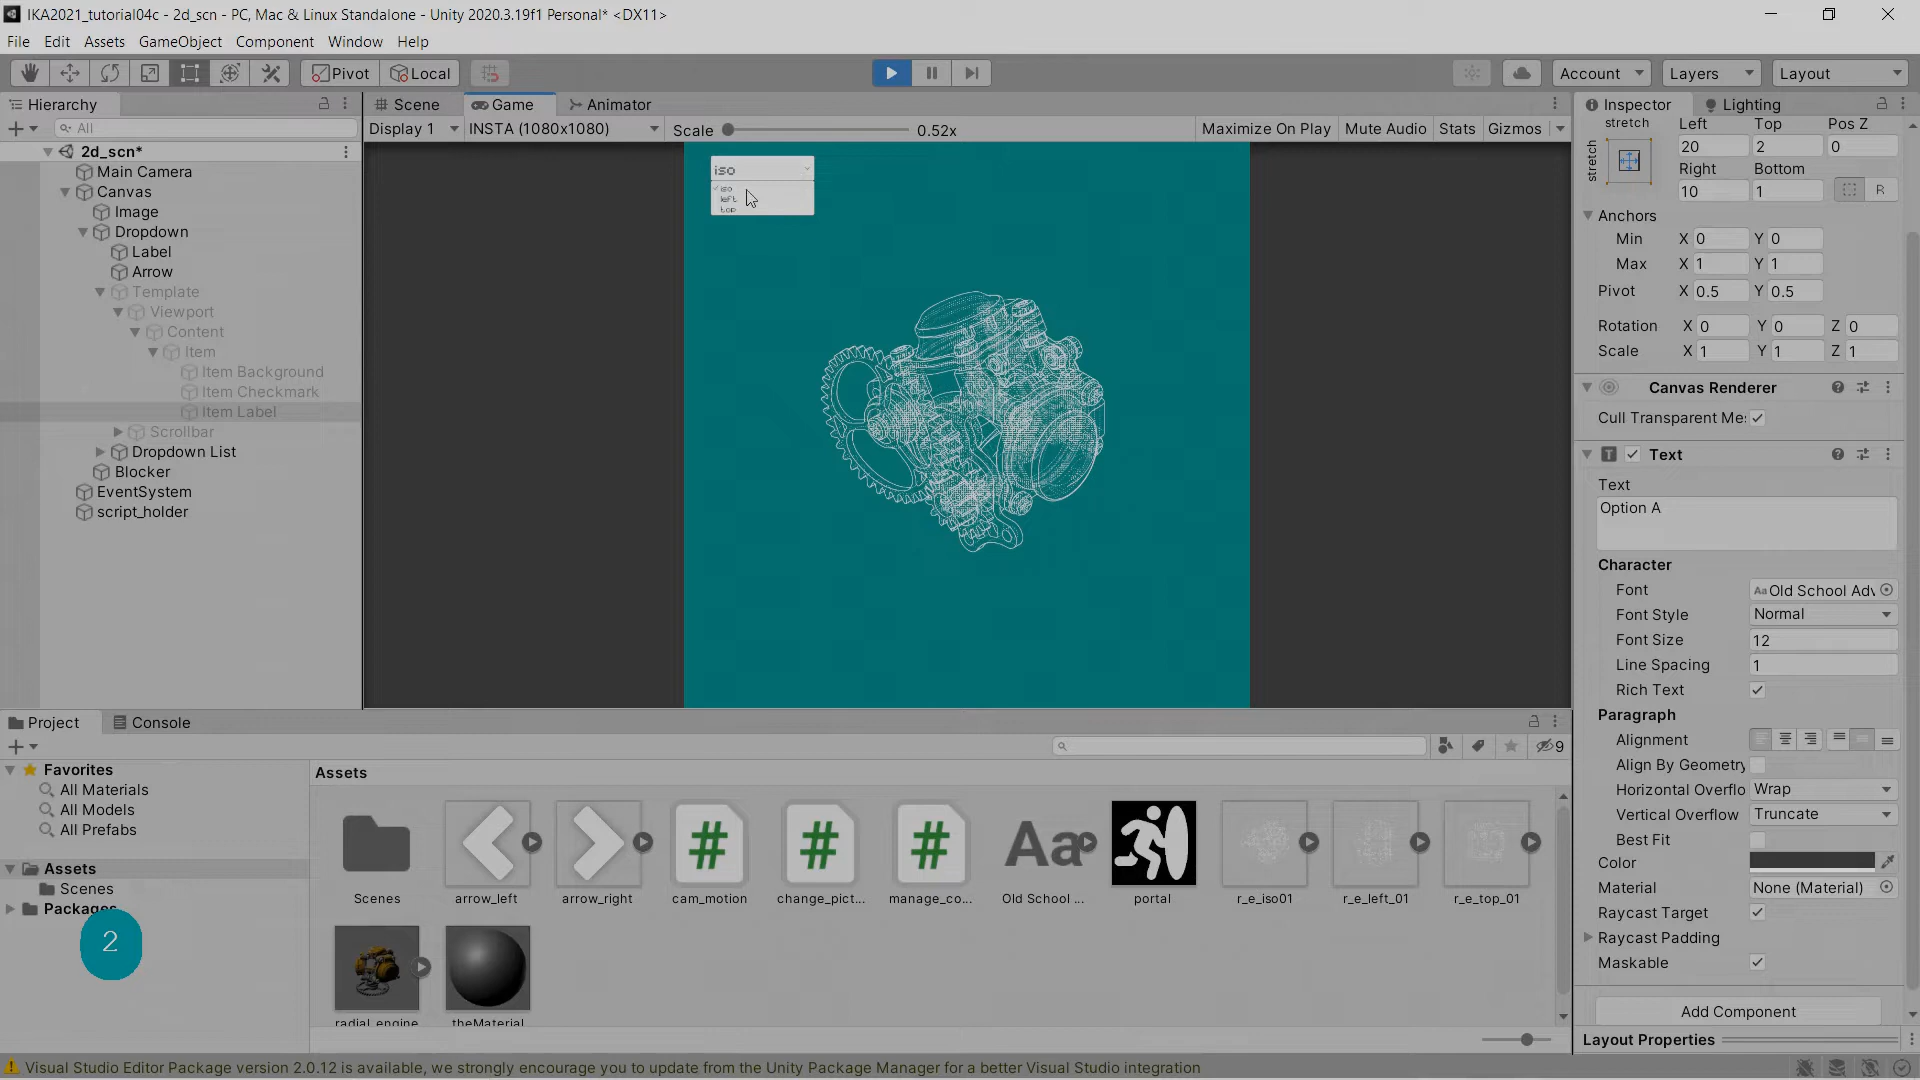 IKA2021_tutorial04c - 2d_scn - PC, Mac & Linux Standalone - Unity 2020.3.19f1 Personal* <DX11>
File Edit Assets GameObject Component Window Help
Pivot Local Account Layers Layout
Hierarchy
All
2d_scn*
Main Camera
Canvas
Image
Dropdown
Label
Arrow
Template
Viewport
Content
Item
Item Background
Item Checkmark
Item Label
Scrollbar
Dropdown List
Blocker
EventSystem
script_holder
Scene Game Animator
Display 1 INSTA (1080x1080) Scale 0.52x Maximize On Play Mute Audio Stats Gizmos
iso
iso
left
top
Inspector Lighting
stretch Left Top Pos Z
stretch 20 2 0
Right Bottom
10 1 R
Anchors
Min X 0 Y 0
Max X 1 Y 1
Pivot X 0.5 Y 0.5
Rotation X 0 Y 0 Z 0
Scale X 1 Y 1 Z 1
Canvas Renderer
Cull Transparent Me:
Text
Text
Option A
Character
Font Aa Old School Adv
Font Style Normal
Font Size 12
Line Spacing 1
Rich Text
Paragraph
Alignment
Align By Geometry
Horizontal Overflo Wrap
Vertical Overflow Truncate
Best Fit
Color
Material None (Material)
Raycast Target
Raycast Padding
Maskable
Add Component
Layout Properties
Project Console
9
Favorites
All Materials
All Models
All Prefabs
Assets
Scenes
Packages
2
Assets
Aa
Scenes arrow_left arrow_right cam_motion change_pict... manage_co... Old School ... portal r_e_iso01 r_e_left_01 r_e_top_01
radial_engine theMaterial
Visual Studio Editor Package version 2.0.12 is available, we strongly encourage you to update from the Unity Package Manager for a better Visual Studio integration